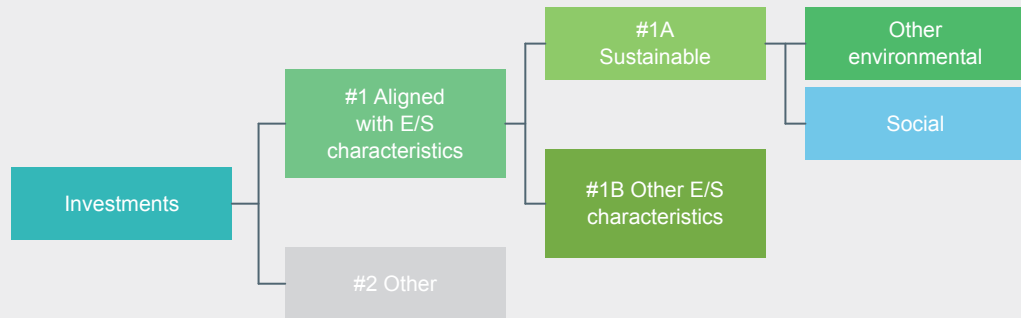 Investments
#1 Aligned
with E/S
characteristics
#2 Other
#1A
Sustainable
#1B Other E/S
characteristics
Other
environmental
Social